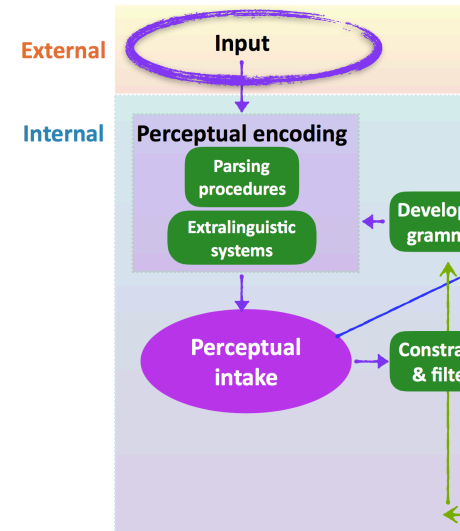 Input
External
Internal
Perceptual encoding
Parsing
procedures
Extralinguistic
systems
Perceptual
intake